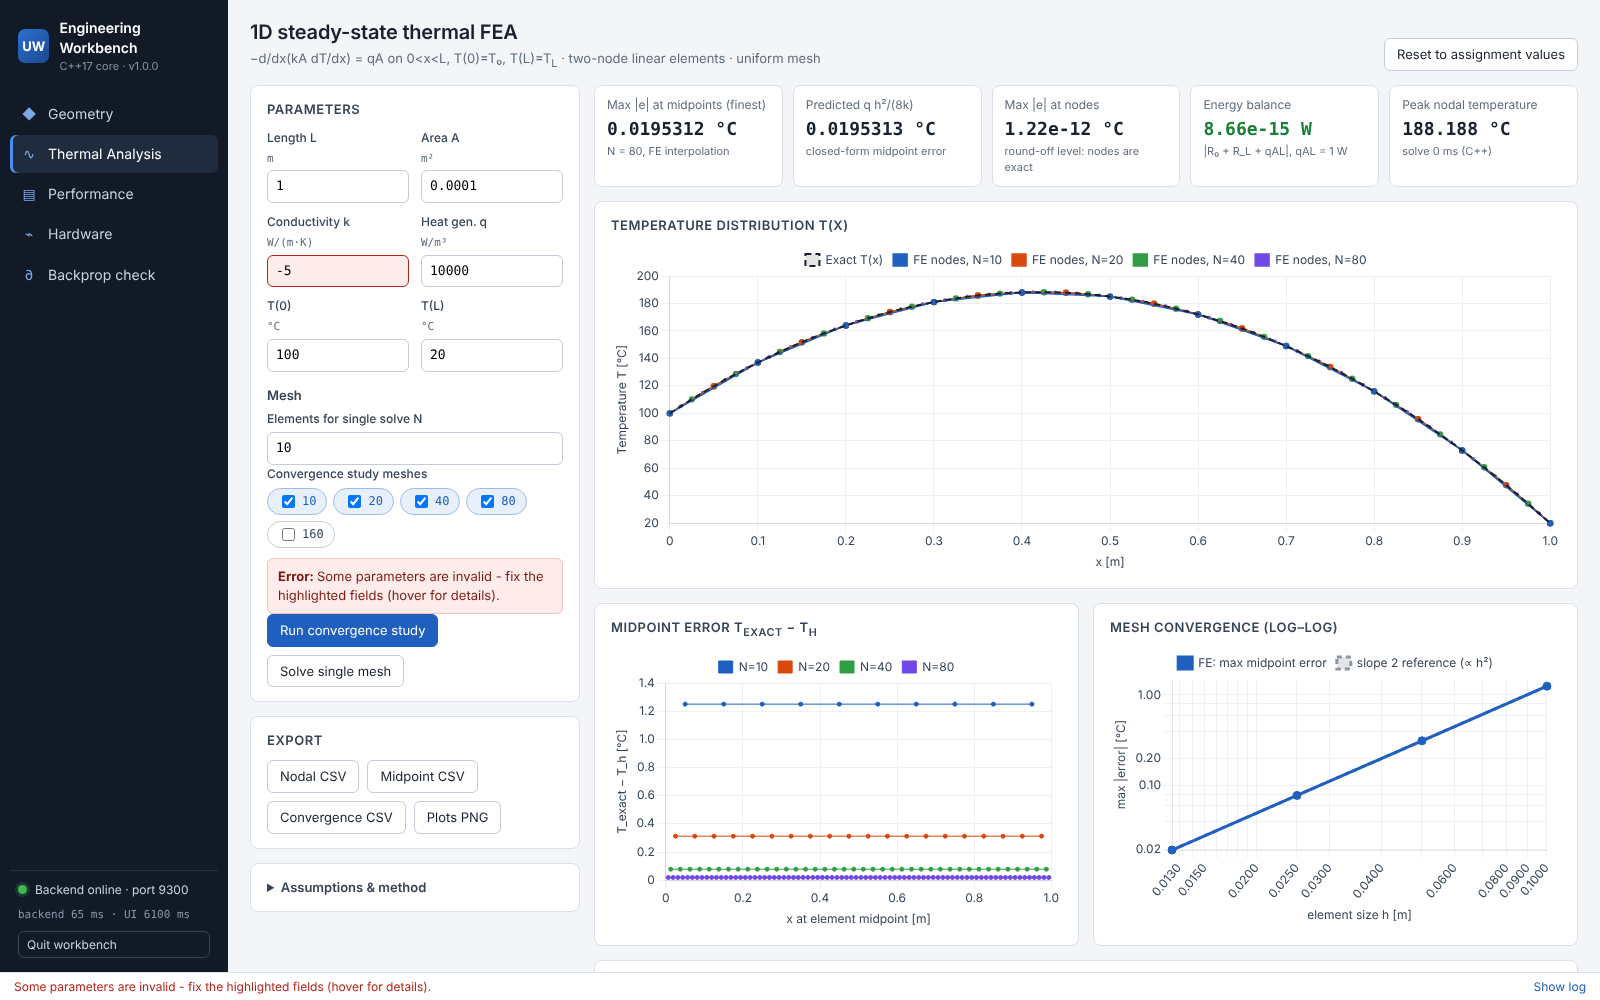 UW
Engineering
Workbench
C++17 core · v1.0.0
Geometry
Thermal Analysis
Performance
Hardware
∂ Backprop check
Backend online · port 9300
backend 65 ms · UI 6100 ms
Quit workbench
1D steady-state thermal FEA
−d/dx(kA dT/dx) = qA on 0<x<L, T(0)=T₀, T(L)=T_L · two-node linear elements · uniform mesh
Reset to assignment values
PARAMETERS
Length L Area A
m m²
1 0.0001
Conductivity k Heat gen. q
W/(m·K) W/m³
-5 10000
T(0) T(L)
°C °C
100 20
Mesh
Elements for single solve N
10
Convergence study meshes
10 20 40 80
160
Error: Some parameters are invalid - fix the
highlighted fields (hover for details).
Run convergence study
Solve single mesh
EXPORT
Nodal CSV Midpoint CSV
Convergence CSV Plots PNG
Assumptions & method
Max |e| at midpoints (finest)
0.0195312 °C
N = 80, FE interpolation
Predicted q h²/(8k)
0.0195313 °C
closed-form midpoint error
Max |e| at nodes
1.22e-12 °C
round-off level: nodes are
exact
Energy balance
8.66e-15 W
|R₀ + R_L + qAL|, qAL = 1 W
Peak nodal temperature
188.188 °C
solve 0 ms (C++)
TEMPERATURE DISTRIBUTION T(X)
Exact T(x) FE nodes, N=10 FE nodes, N=20 FE nodes, N=40 FE nodes, N=80
Temperature T [°C]
200
180
160
140
120
100
80
60
40
20
0 0.1 0.2 0.3 0.4 0.5 0.6 0.7 0.8 0.9 1.0
x [m]
MIDPOINT ERROR T_EXACT − T_H
N=10 N=20 N=40 N=80
T_exact − T_h [°C]
1.4
1.2
1.0
0.8
0.6
0.4
0.2
0
0 0.2 0.4 0.6 0.8 1.0
x at element midpoint [m]
MESH CONVERGENCE (LOG–LOG)
FE: max midpoint error slope 2 reference (∝ h²)
max |error| [°C]
1.00
0.20
0.10
0.02
0.0130 0.0150 0.0200 0.0250 0.0300 0.0400 0.0600 0.0800 0.0900 0.1000
element size h [m]
Some parameters are invalid - fix the highlighted fields (hover for details).
Show log